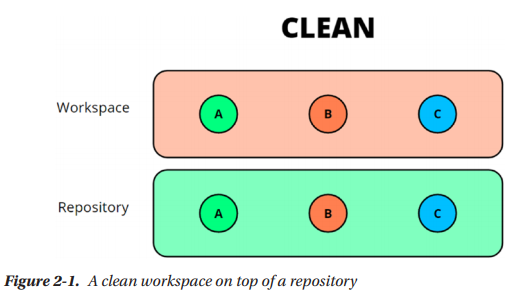 CLEAN
Workspace
A B C
Repository
A B C
Figure 2-1. A clean workspace on top of a repository